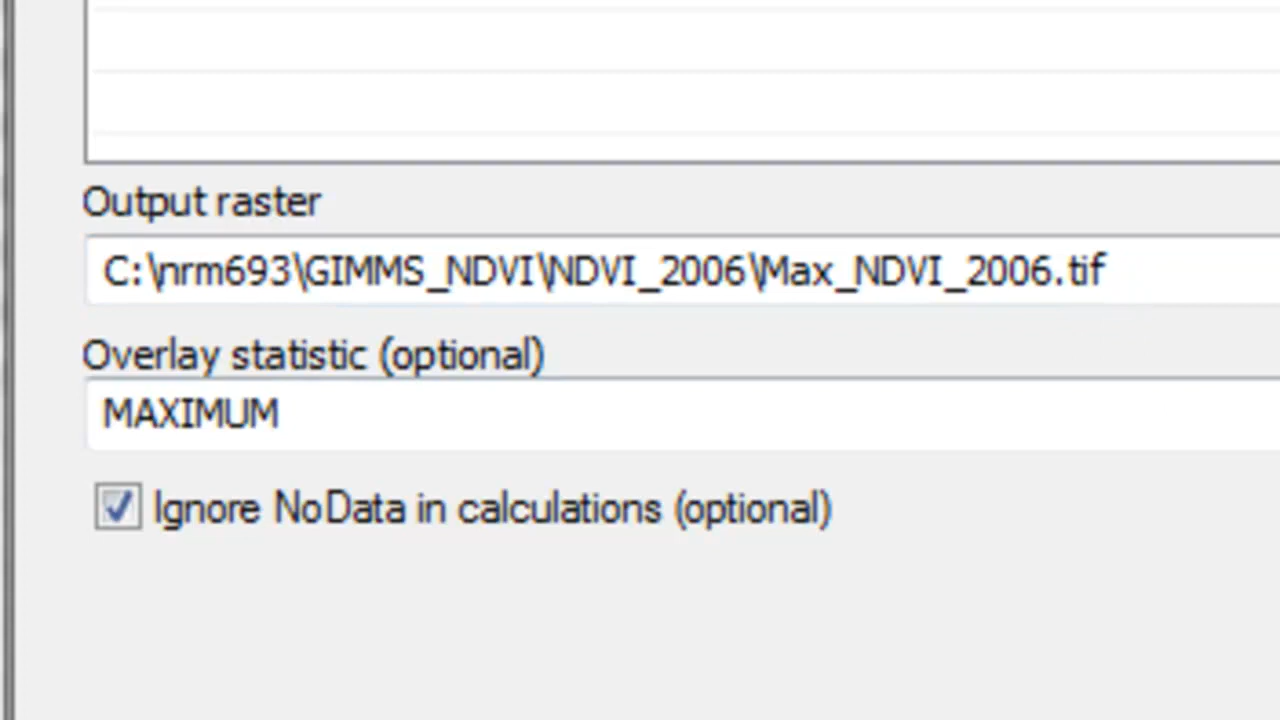 Output raster
C:\nrm693\GIMMS_NDVI\NDVI_2006\Max_NDVI_2006.tif
Overlay statistic (optional)
MAXIMUM
Ignore NoData in calculations (optional)